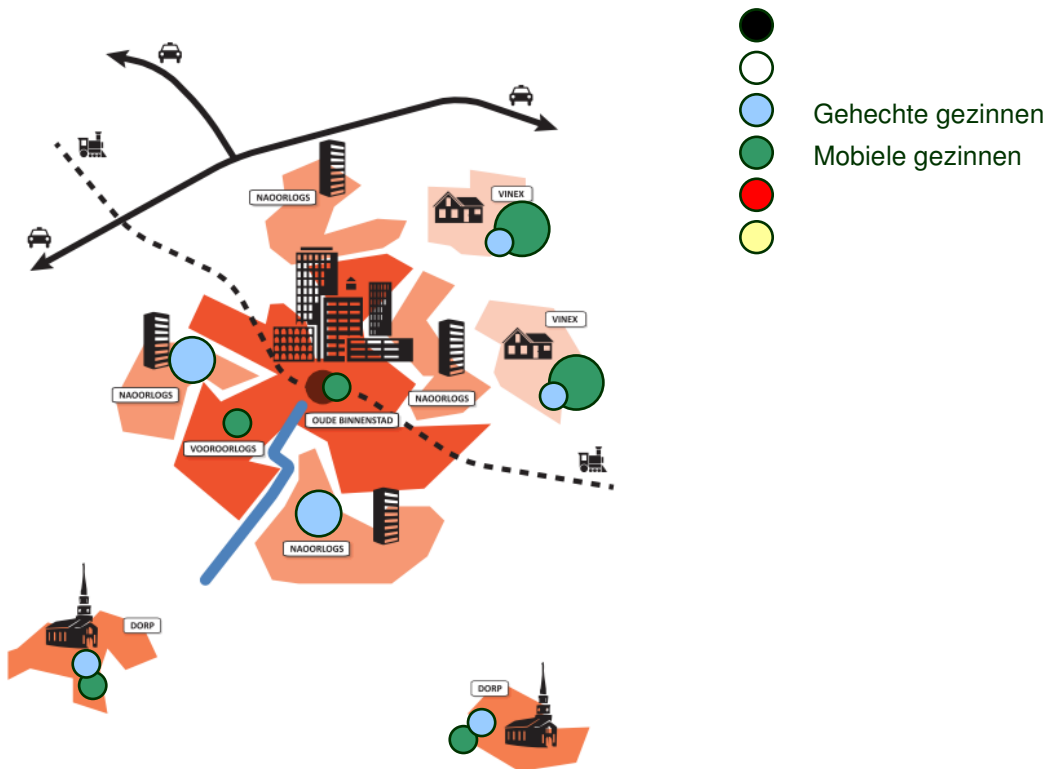 Gehechte gezinnen
Mobiele gezinnen
NAOORLOGS
VINEX
VINEX
NAOORLOGS
NAOORLOGS
OUDE BINNENSTAD
VOOROORLOGS
NAOORLOGS
DORP
DORP